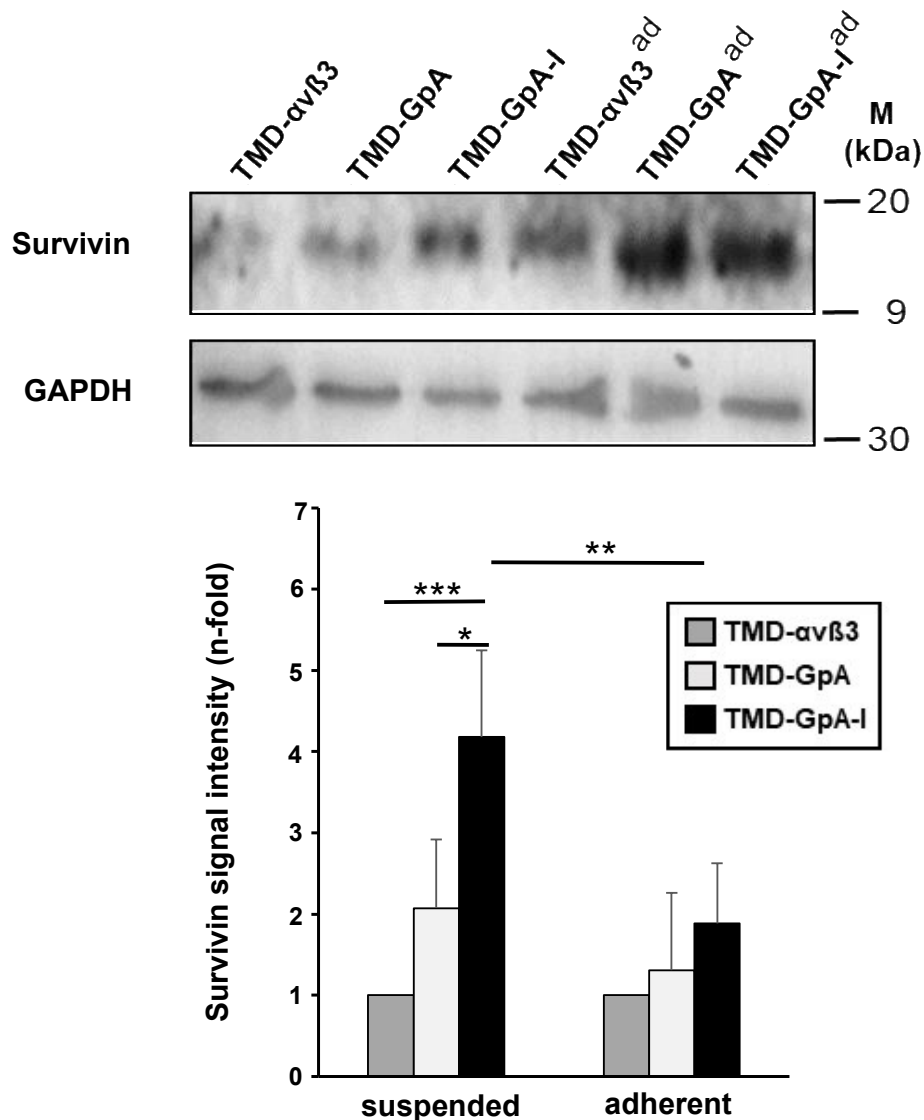 TMD-αvß3
TMD-GpA
TMD-GpA-I
TMD-αvß3 ad
TMD-GpA ad
TMD-GpA-I ad
M
(kDa)
Survivin
20
9
GAPDH
30
Survivin signal intensity (n-fold)
7
6
5
4
3
2
1
0
***
*
**
TMD-αvß3
TMD-GpA
TMD-GpA-I
suspended
adherent